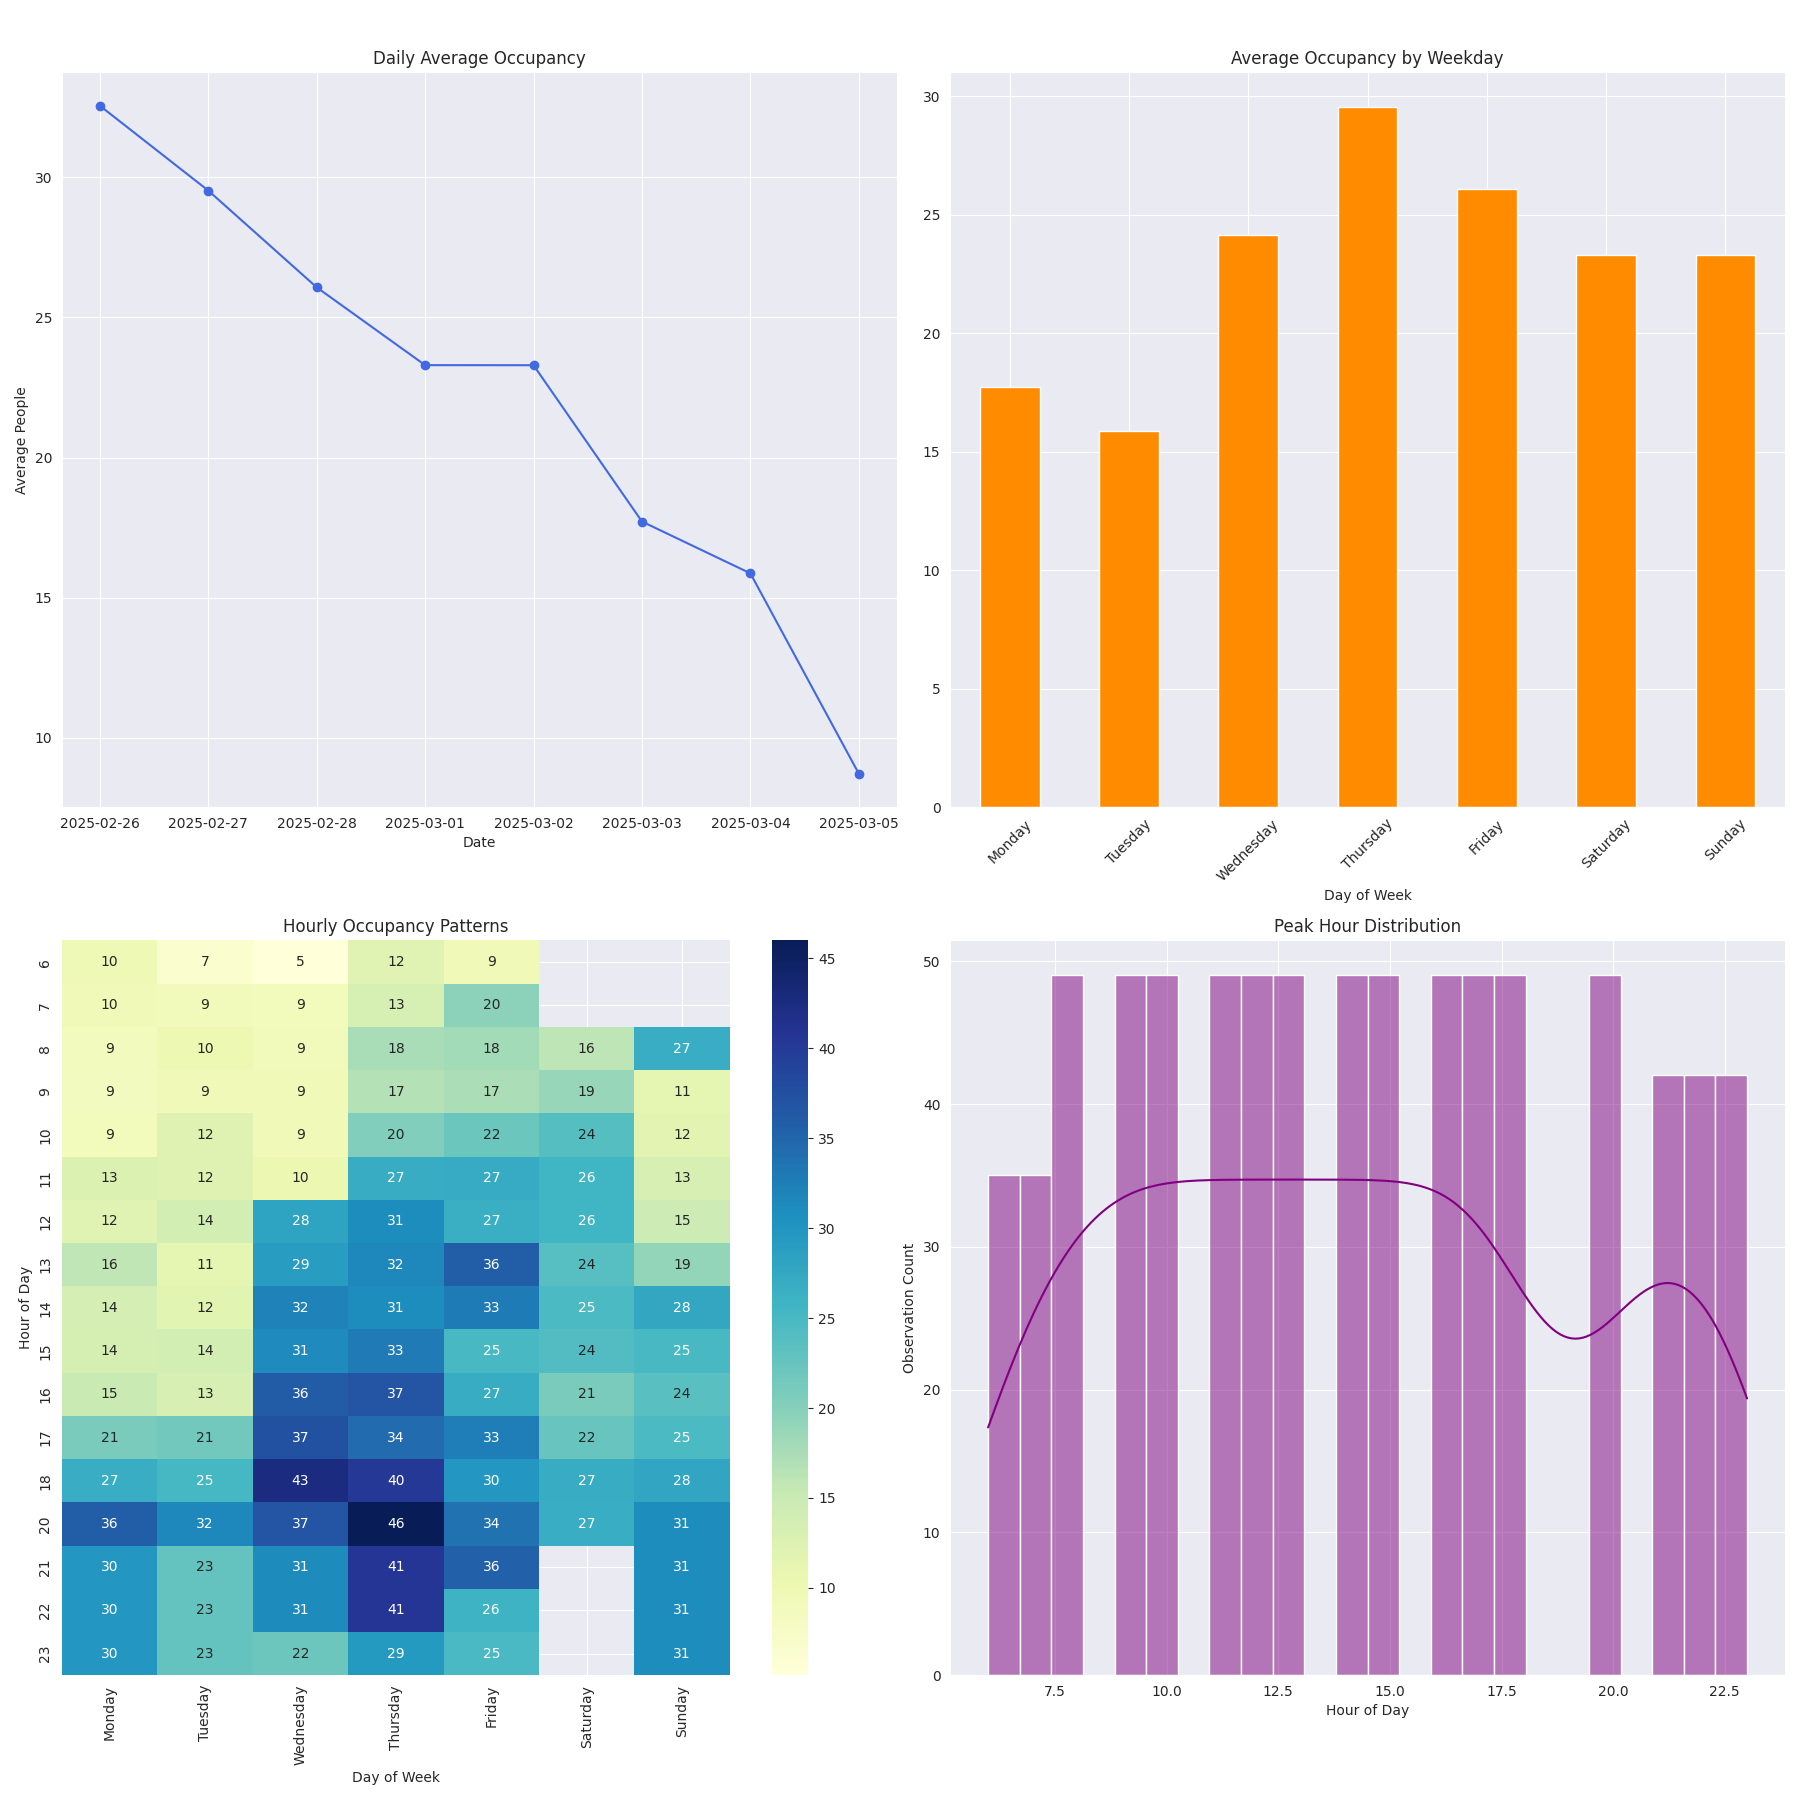 Daily Average Occupancy
Average People
30
25
20
15
10
2025-02-26 2025-02-27 2025-02-28 2025-03-01 2025-03-02 2025-03-03 2025-03-04 2025-03-05
Date
Average Occupancy by Weekday
30
25
20
15
10
5
0
Monday Tuesday Wednesday Thursday Friday Saturday Sunday
Day of Week
Hourly Occupancy Patterns
Hour of Day
6 10 7 5 12 9
7 10 9 9 13 20
8 9 10 9 18 18 16 27
9 9 9 9 17 17 19 11
10 9 12 9 20 22 24 12
11 13 12 10 27 27 26 13
12 12 14 28 31 27 26 15
13 16 11 29 32 36 24 19
14 14 12 32 31 33 25 28
15 14 14 31 33 25 24 25
16 15 13 36 37 27 21 24
17 21 21 37 34 33 22 25
18 27 25 43 40 30 27 28
20 36 32 37 46 34 27 31
21 30 23 31 41 36 31
22 30 23 31 41 26 31
23 30 23 22 29 25 31
Monday Tuesday Wednesday Thursday Friday Saturday Sunday
Day of Week
45
40
35
30
25
20
15
10
Peak Hour Distribution
Observation Count
50
40
30
20
10
0
7.5 10.0 12.5 15.0 17.5 20.0 22.5
Hour of Day